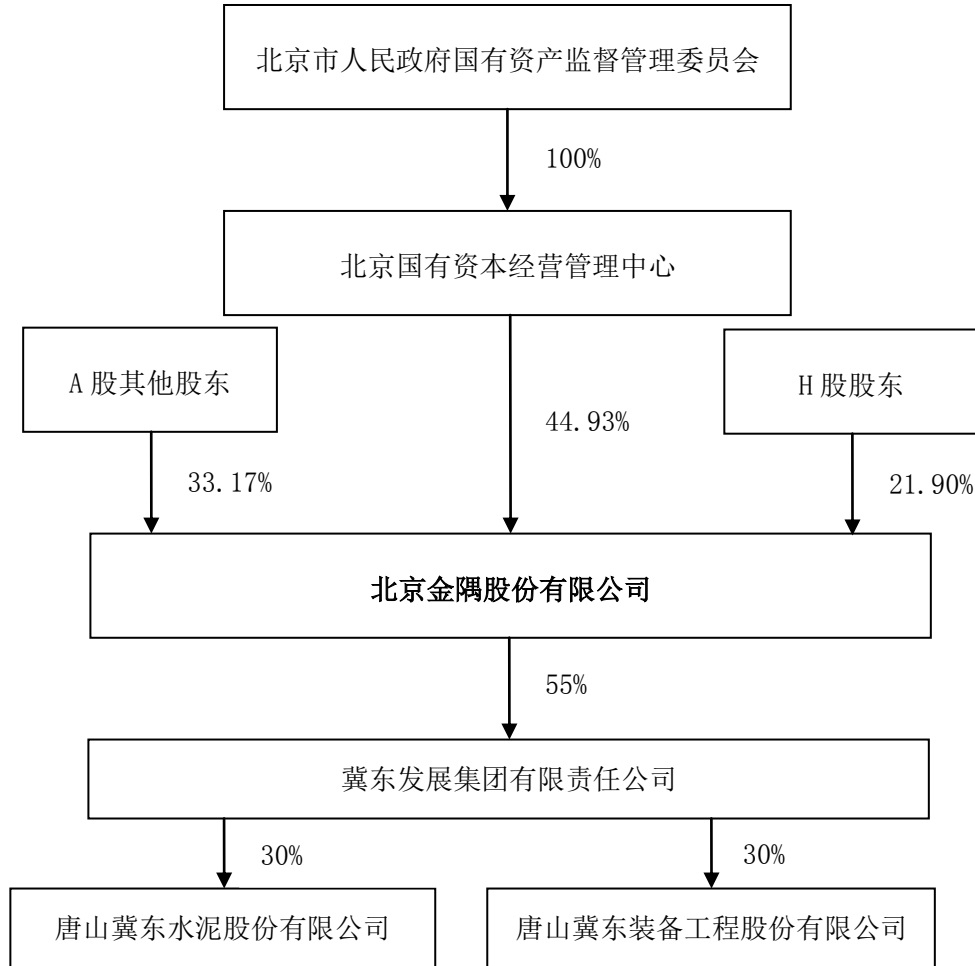 北京市人民政府国有资产监督管理委员会
100%
北京国有资本经营管理中心
A 股其他股东
H 股股东
44.93%
33.17%
21.90%
北京金隅股份有限公司
55%
冀东发展集团有限责任公司
30%
30%
唐山冀东水泥股份有限公司
唐山冀东装备工程股份有限公司